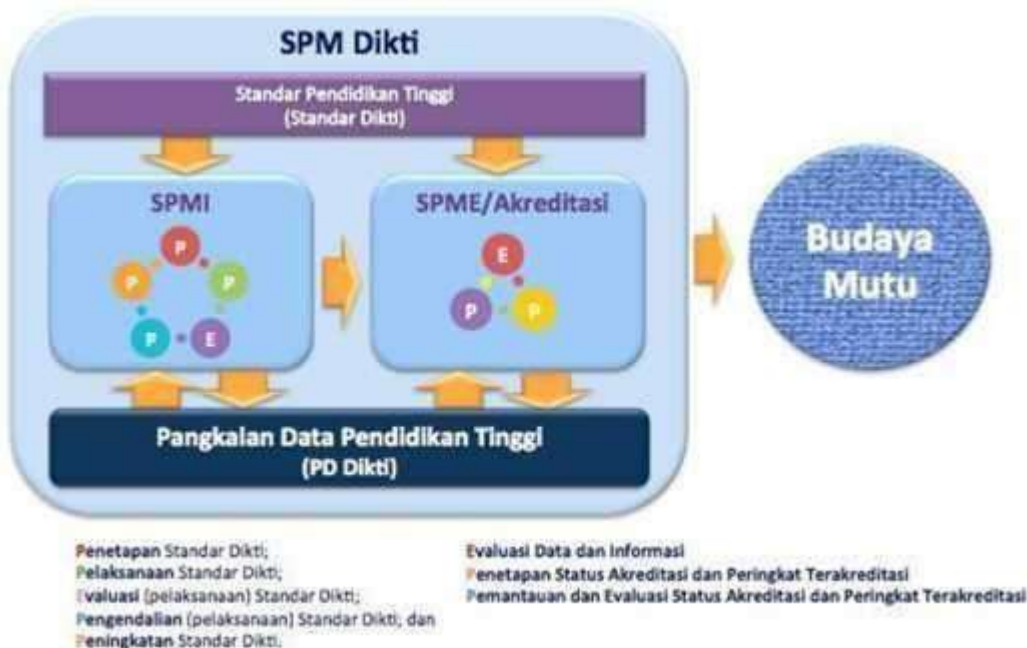 SPM Dikti
Standar Pendidikan Tinggi
(Standar Dikti)
SPMI
P
P
P
P
E
SPME/Akreditasi
E
P
P
Budaya
Mutu
Pangkalan Data Pendidikan Tinggi
(PD Dikti)
Penetapan Standar Dikti;
Pelaksanaan Standar Dikti;
Evaluasi (pelaksanaan) Standar Dikti;
Pengendalian (pelaksanaan) Standar Dikti, dan
Peningkatan Standar Dikti.
Evaluasi Data dan Informasi
Penetapan Status Akreditasi dan Peringkat Terakreditasi
Pemantauan dan Evaluasi Status Akreditasi dan Peringkat Terakreditasi